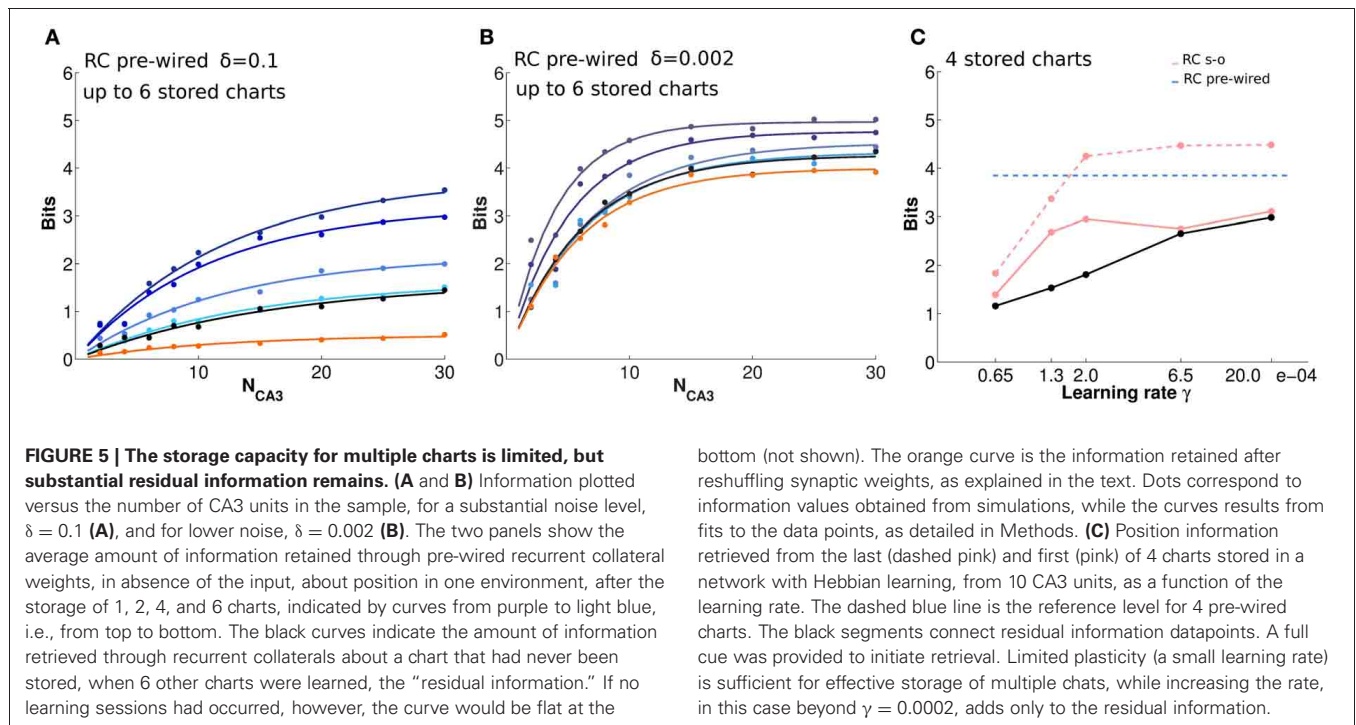 A
RC pre-wired δ=0.1
up to 6 stored charts
6
5
4
3
2
1
0
Bits
10
20
30
N_CA3
B
RC pre-wired δ=0.002
up to 6 stored charts
6
5
4
3
2
1
0
Bits
10
20
30
N_CA3
C
4 stored charts
RC s-o
RC pre-wired
6
5
4
3
2
1
0
Bits
0.65
1.3
2.0
6.5
20.0
e−04
Learning rate γ
FIGURE 5 | The storage capacity for multiple charts is limited, but
substantial residual information remains. (A and B) Information plotted
versus the number of CA3 units in the sample, for a substantial noise level,
δ = 0.1 (A), and for lower noise, δ = 0.002 (B). The two panels show the
average amount of information retained through pre-wired recurrent collateral
weights, in absence of the input, about position in one environment, after the
storage of 1, 2, 4, and 6 charts, indicated by curves from purple to light blue,
i.e., from top to bottom. The black curves indicate the amount of information
retrieved through recurrent collaterals about a chart that had never been
stored, when 6 other charts were learned, the “residual information.” If no
learning sessions had occurred, however, the curve would be flat at the
bottom (not shown). The orange curve is the information retained after
reshuffling synaptic weights, as explained in the text. Dots correspond to
information values obtained from simulations, while the curves results from
fits to the data points, as detailed in Methods. (C) Position information
retrieved from the last (dashed pink) and first (pink) of 4 charts stored in a
network with Hebbian learning, from 10 CA3 units, as a function of the
learning rate. The dashed blue line is the reference level for 4 pre-wired
charts. The black segments connect residual information datapoints. A full
cue was provided to initiate retrieval. Limited plasticity (a small learning rate)
is sufficient for effective storage of multiple chats, while increasing the rate,
in this case beyond γ = 0.0002, adds only to the residual information.